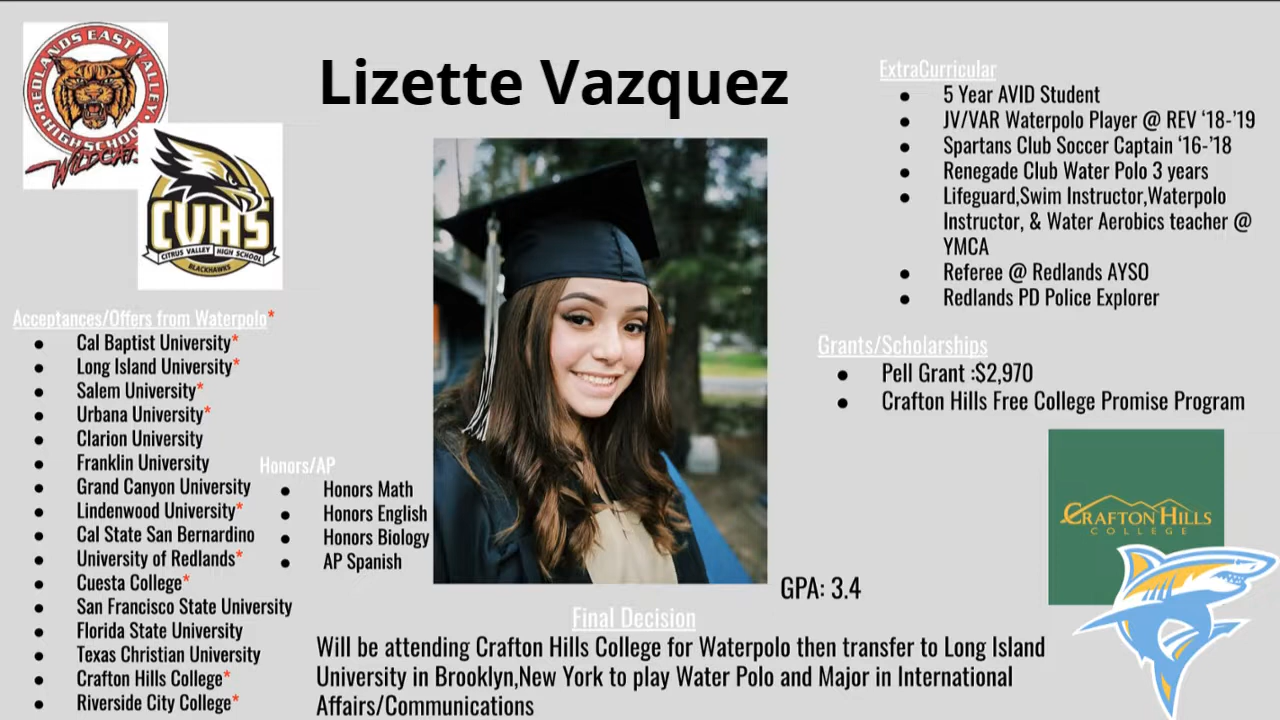 REDLANDS EAST VALLEY
HIGH SCHOOL
WILDCATS
CVHS
CITRUS VALLEY HIGH SCHOOL
BLACKHAWKS
Lizette Vazquez
ExtraCurricular
● 5 Year AVID Student
● JV/VAR Waterpolo Player @ REV ‘18-’19
● Spartans Club Soccer Captain ‘16-’18
● Renegade Club Water Polo 3 years
● Lifeguard,Swim Instructor,Waterpolo
Instructor, & Water Aerobics teacher @
YMCA
● Referee @ Redlands AYSO
● Redlands PD Police Explorer
Acceptances/Offers from Waterpolo*
● Cal Baptist University*
● Long Island University*
● Salem University*
● Urbana University*
● Clarion University
● Franklin University
● Grand Canyon University
● Lindenwood University*
● Cal State San Bernardino
● University of Redlands*
● Cuesta College*
● San Francisco State University
● Florida State University
● Texas Christian University
● Crafton Hills College*
● Riverside City College*
Honors/AP
● Honors Math
● Honors English
● Honors Biology
● AP Spanish
Grants/Scholarships
● Pell Grant :$2,970
● Crafton Hills Free College Promise Program
CRAFTON HILLS
COLLEGE
GPA: 3.4
Final Decision
Will be attending Crafton Hills College for Waterpolo then transfer to Long Island
University in Brooklyn,New York to play Water Polo and Major in International
Affairs/Communications